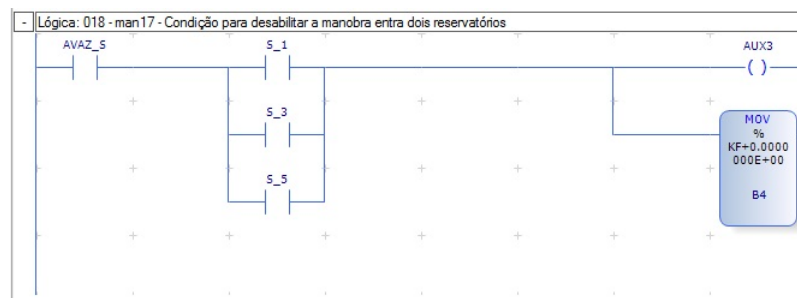 - Lógica: 018 - man17 - Condição para desabilitar a manobra entra dois reservatórios
AVAZ_S S_1 AUX3
S_3
MOV
%
KF+0.0000
000E+00
S_5
B4